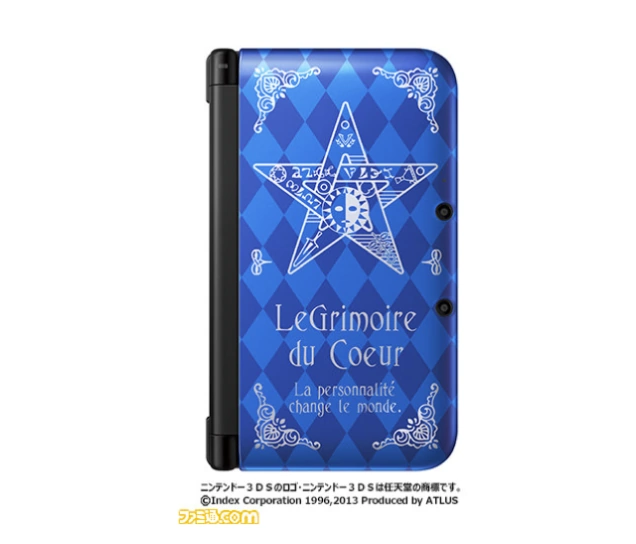 LeGrimoire
du Coeur
La personnalité
change le monde.
ニンテンドー3DSのロゴ・ニンテンドー3DSは任天堂の商標です。
©Index Corporation 1996,2013 Produced by ATLUS
ファミ通.com